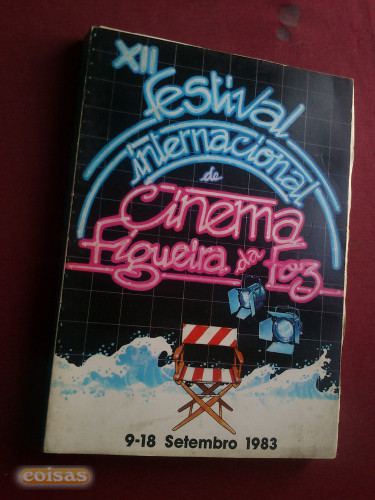 XII
festival
internacional
de
cinema
Figueira da Foz
9-18 Setembro 1983
coisas